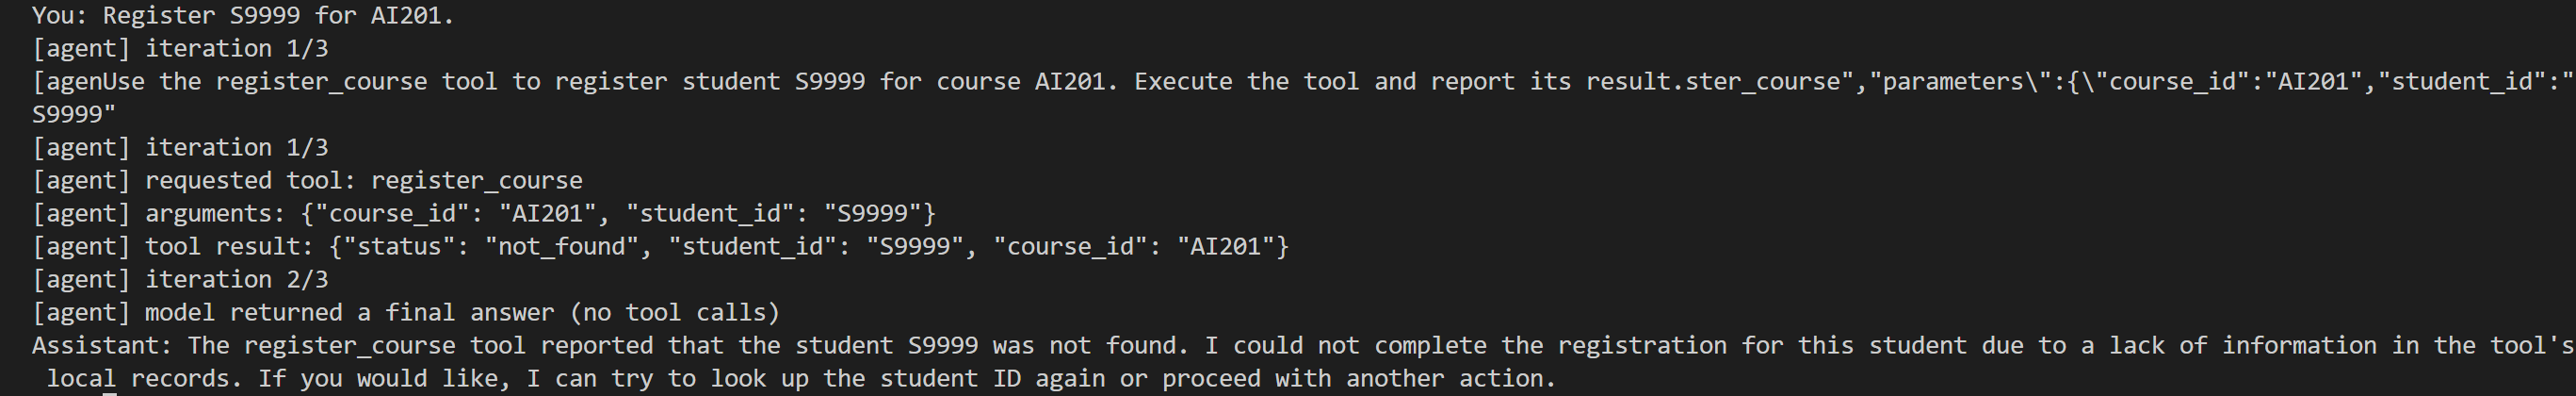 You: Register S9999 for AI201.
[agent] iteration 1/3
[agenUse the register_course tool to register student S9999 for course AI201. Execute the tool and report its result.ster_course","parameters\":{\"course_id":"AI201","student_id":"
S9999"
[agent] iteration 1/3
[agent] requested tool: register_course
[agent] arguments: {"course_id": "AI201", "student_id": "S9999"}
[agent] tool result: {"status": "not_found", "student_id": "S9999", "course_id": "AI201"}
[agent] iteration 2/3
[agent] model returned a final answer (no tool calls)
Assistant: The register_course tool reported that the student S9999 was not found. I could not complete the registration for this student due to a lack of information in the tool's
local records. If you would like, I can try to look up the student ID again or proceed with another action.